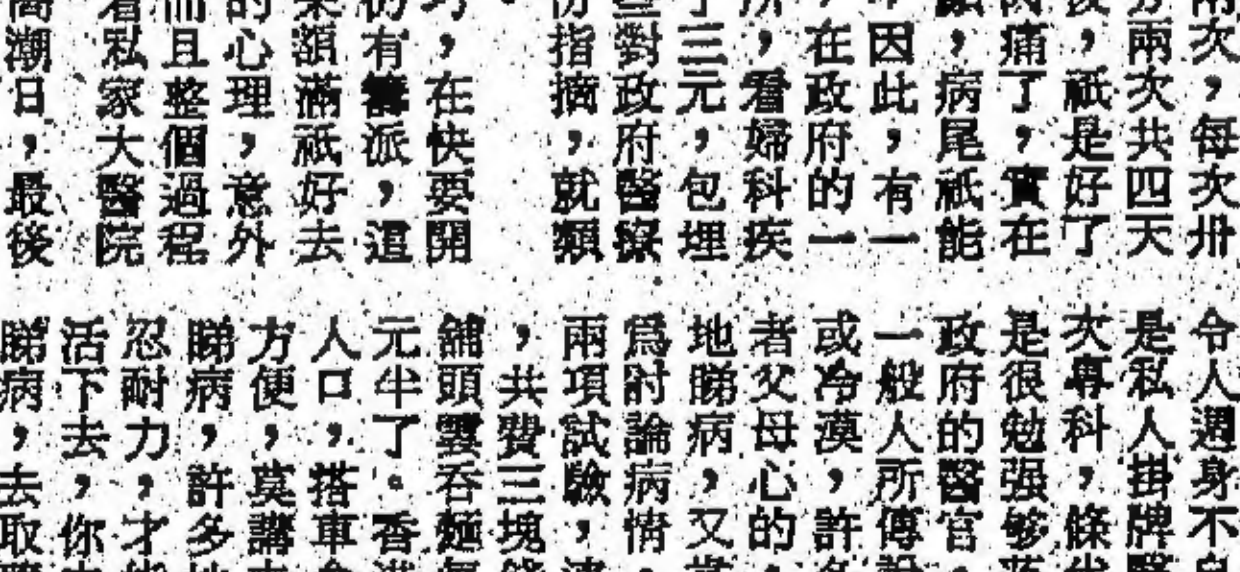 次，每次卅
兩次共四天
，祇是好了
痛了，實在
，病尾祇能
因此，有一
，在政府的一
，看婦科疾
三元，包埋
對政府醫療
指摘，就類
，在快要開
有派，這
額滿祇好去
心理，意外
且整個過程
私家大醫院
潮日，最後
令人週身不
是私人掛牌醫
專科，條
是很勉强够
政府的醫官
一般人所傳
或冷漠，許
者父母心的
地睇病，又
爲討論病情
兩項試驗，
，共費三塊
舖頭雲吞麵
元半了。香
人口，搭車
方便，莫講
睇病，許多
忍耐力，才
活下去，你
睇病，去取